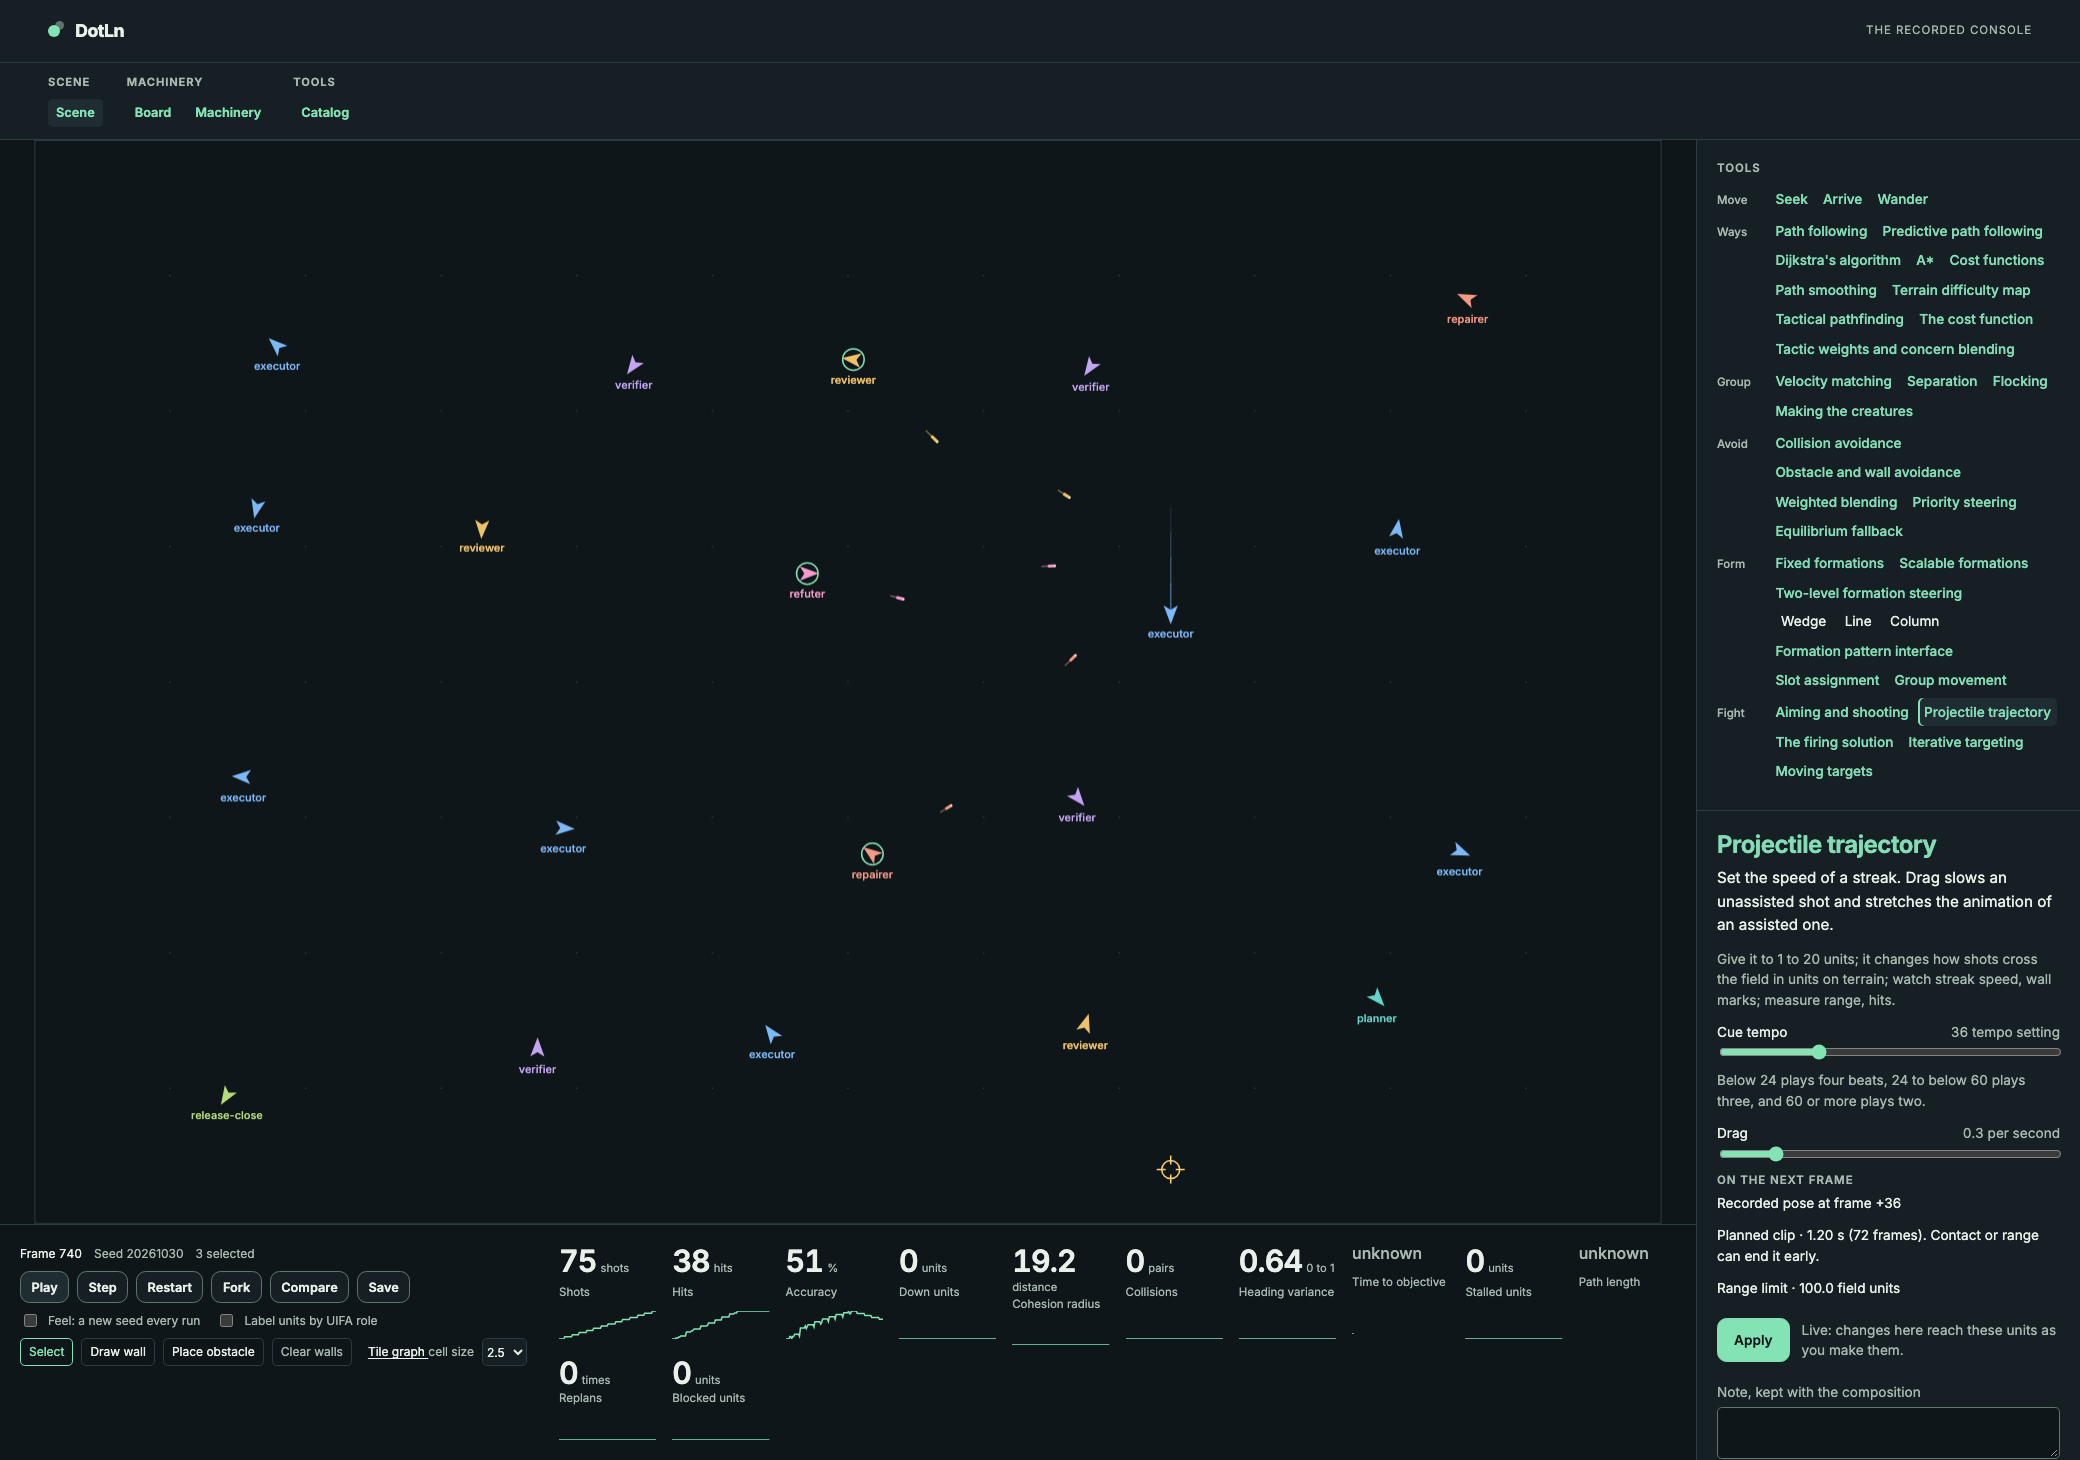 DotLn
THE RECORDED CONSOLE
SCENE
MACHINERY
TOOLS
Scene
Board
Machinery
Catalog
repairer
executor
verifier
reviewer
verifier
executor
reviewer
executor
refuter
executor
executor
executor
verifier
executor
repairer
planner
reviewer
executor
verifier
release-close
TOOLS
Move Seek Arrive Wander
Ways Path following Predictive path following
Dijkstra's algorithm A* Cost functions
Path smoothing Terrain difficulty map
Tactical pathfinding The cost function
Tactic weights and concern blending
Group Velocity matching Separation Flocking
Making the creatures
Avoid Collision avoidance
Obstacle and wall avoidance
Weighted blending Priority steering
Equilibrium fallback
Form Fixed formations Scalable formations
Two-level formation steering
Wedge Line Column
Formation pattern interface
Slot assignment Group movement
Fight Aiming and shooting Projectile trajectory
The firing solution Iterative targeting
Moving targets
Projectile trajectory
Set the speed of a streak. Drag slows an
unassisted shot and stretches the animation of
an assisted one.
Give it to 1 to 20 units; it changes how shots cross
the field in units on terrain; watch streak speed, wall
marks; measure range, hits.
Cue tempo 36 tempo setting
Below 24 plays four beats, 24 to below 60 plays
three, and 60 or more plays two.
Drag 0.3 per second
ON THE NEXT FRAME
Recorded pose at frame +36
Planned clip · 1.20 s (72 frames). Contact or range
can end it early.
Range limit · 100.0 field units
Apply
Live: changes here reach these units as
you make them.
Note, kept with the composition
Frame 740 Seed 20261030 3 selected
Play Step Restart Fork Compare Save
Feel: a new seed every run Label units by UIFA role
Select Draw wall Place obstacle Clear walls Tile graph cell size 2.5
75 shots
Shots
38 hits
Hits
51 %
Accuracy
0 units
Down units
19.2
distance
Cohesion radius
0 pairs
Collisions
0.64 0 to 1
Heading variance
unknown
Time to objective
0 units
Stalled units
unknown
Path length
0 times
Replans
0 units
Blocked units